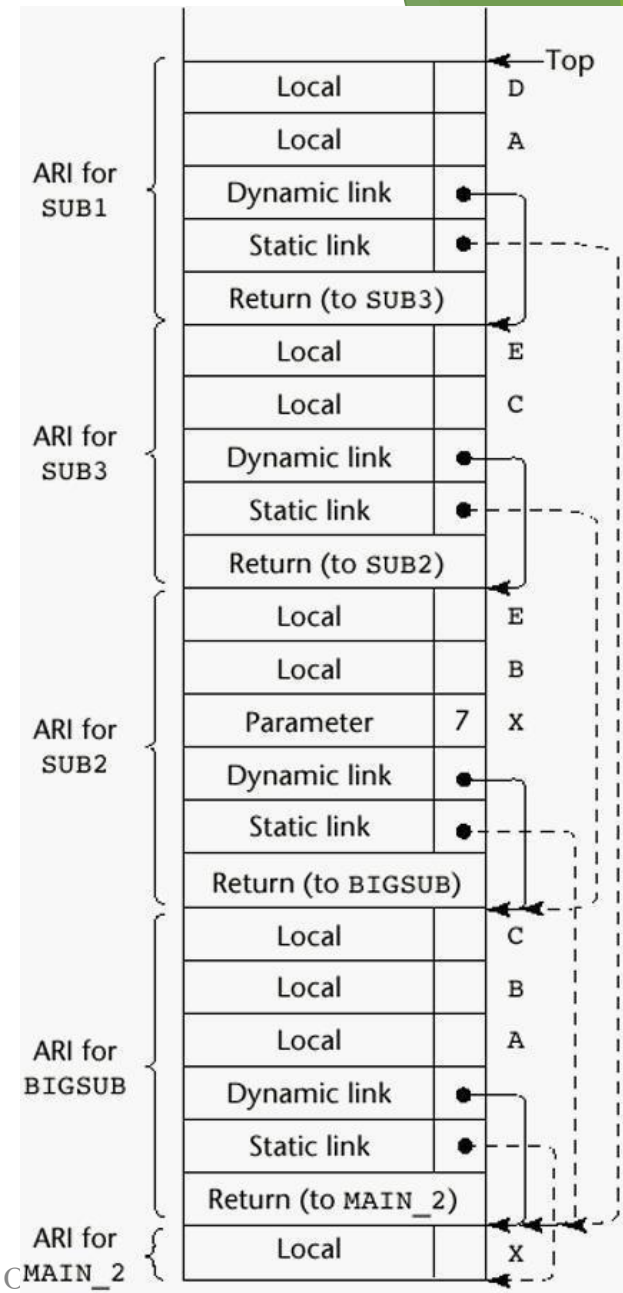 Top
Local D
Local A
ARI for
SUB1
Dynamic link
Static link
Return (to SUB3)
Local E
Local C
ARI for
SUB3
Dynamic link
Static link
Return (to SUB2)
Local E
Local B
ARI for
SUB2
Parameter 7 X
Dynamic link
Static link
Return (to BIGSUB)
Local C
Local B
Local A
ARI for
BIGSUB
Dynamic link
Static link
Return (to MAIN_2)
ARI for
MAIN_2
Local X
C